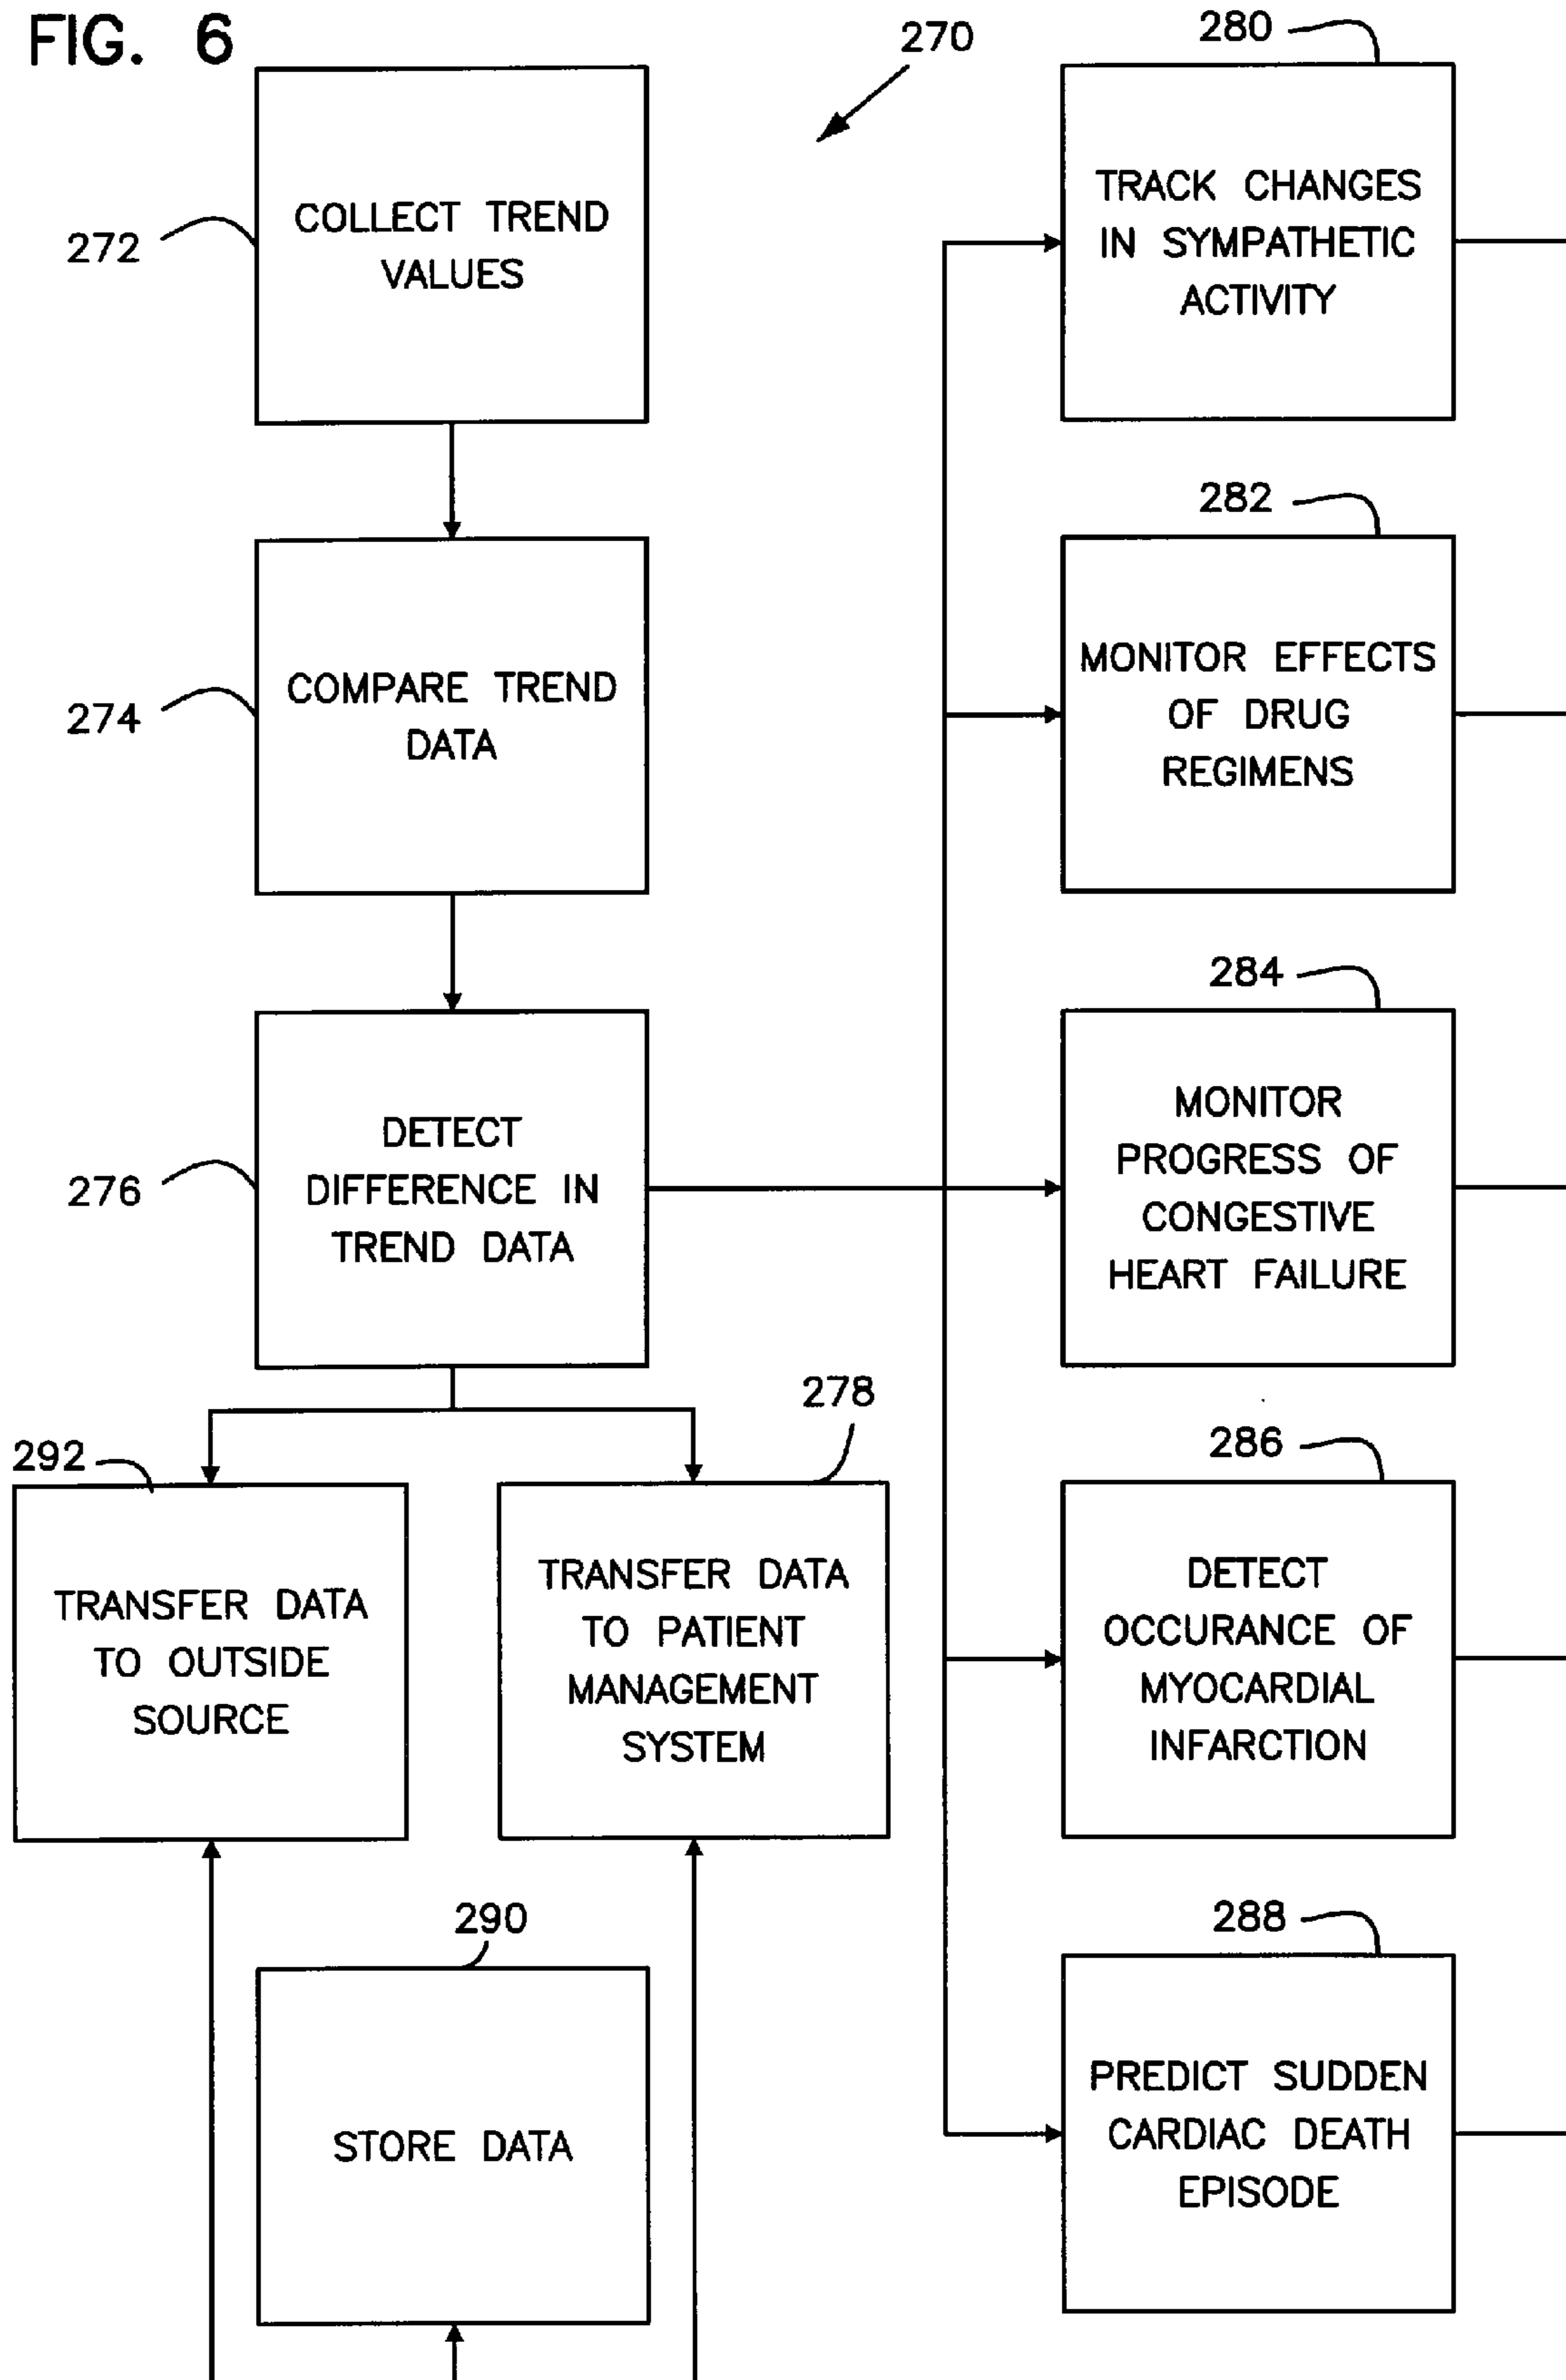 FIG. 6
270
272
COLLECT TREND
VALUES
274
COMPARE TREND
DATA
276
DETECT
DIFFERENCE IN
TREND DATA
292
TRANSFER DATA
TO OUTSIDE
SOURCE
278
TRANSFER DATA
TO PATIENT
MANAGEMENT
SYSTEM
290
STORE DATA
280
TRACK CHANGES
IN SYMPATHETIC
ACTIVITY
282
MONITOR EFFECTS
OF DRUG
REGIMENS
284
MONITOR
PROGRESS OF
CONGESTIVE
HEART FAILURE
286
DETECT
OCCURANCE OF
MYOCARDIAL
INFARCTION
288
PREDICT SUDDEN
CARDIAC DEATH
EPISODE